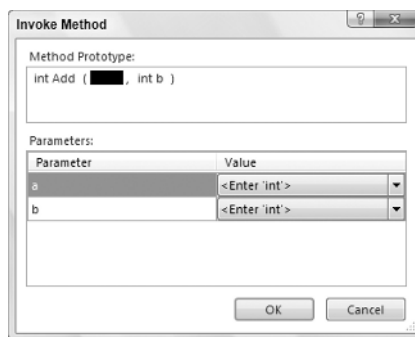 Invoke Method
Method Prototype:
int Add ( , int b )
Parameters:
Parameter Value
a <Enter 'int'>
b <Enter 'int'>
OK Cancel